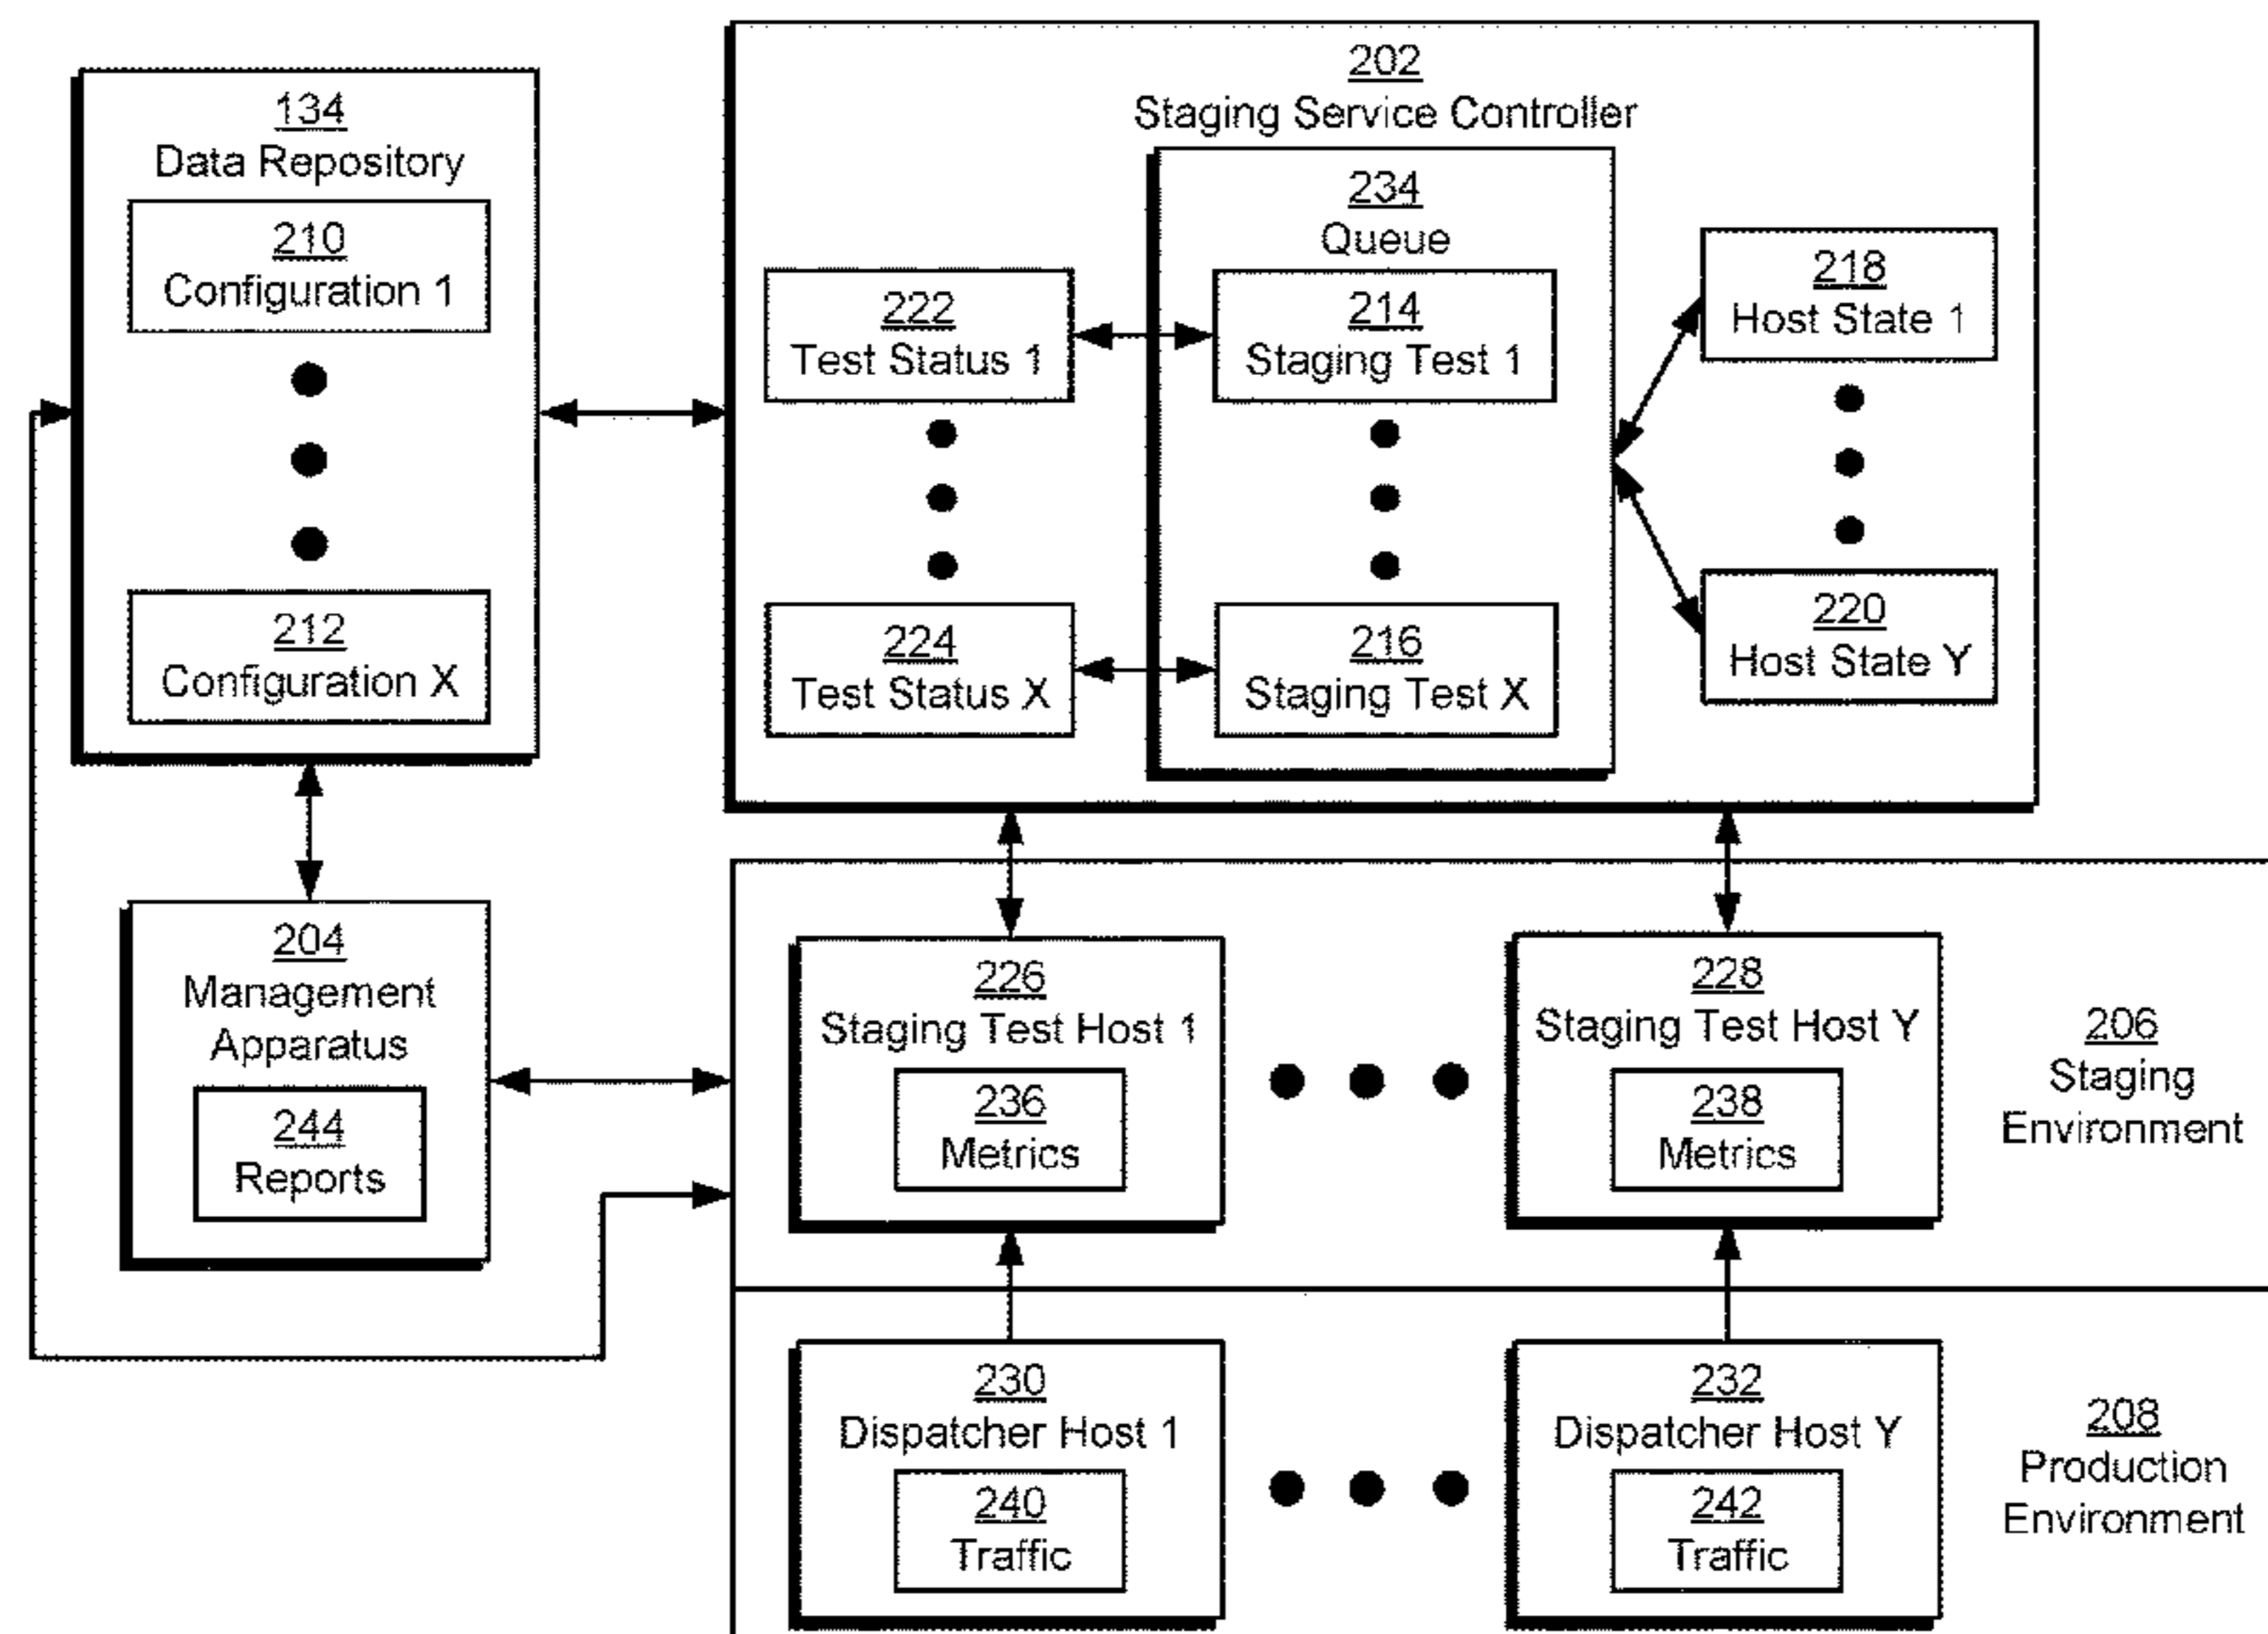 134
Data Repository
210
Configuration 1
212
Configuration X
202
Staging Service Controller
234
Queue
222
Test Status 1
214
Staging Test 1
218
Host State 1
224
Test Status X
216
Staging Test X
220
Host State Y
204
Management
Apparatus
244
Reports
226
Staging Test Host 1
236
Metrics
228
Staging Test Host Y
238
Metrics
206
Staging
Environment
230
Dispatcher Host 1
240
Traffic
232
Dispatcher Host Y
242
Traffic
208
Production
Environment